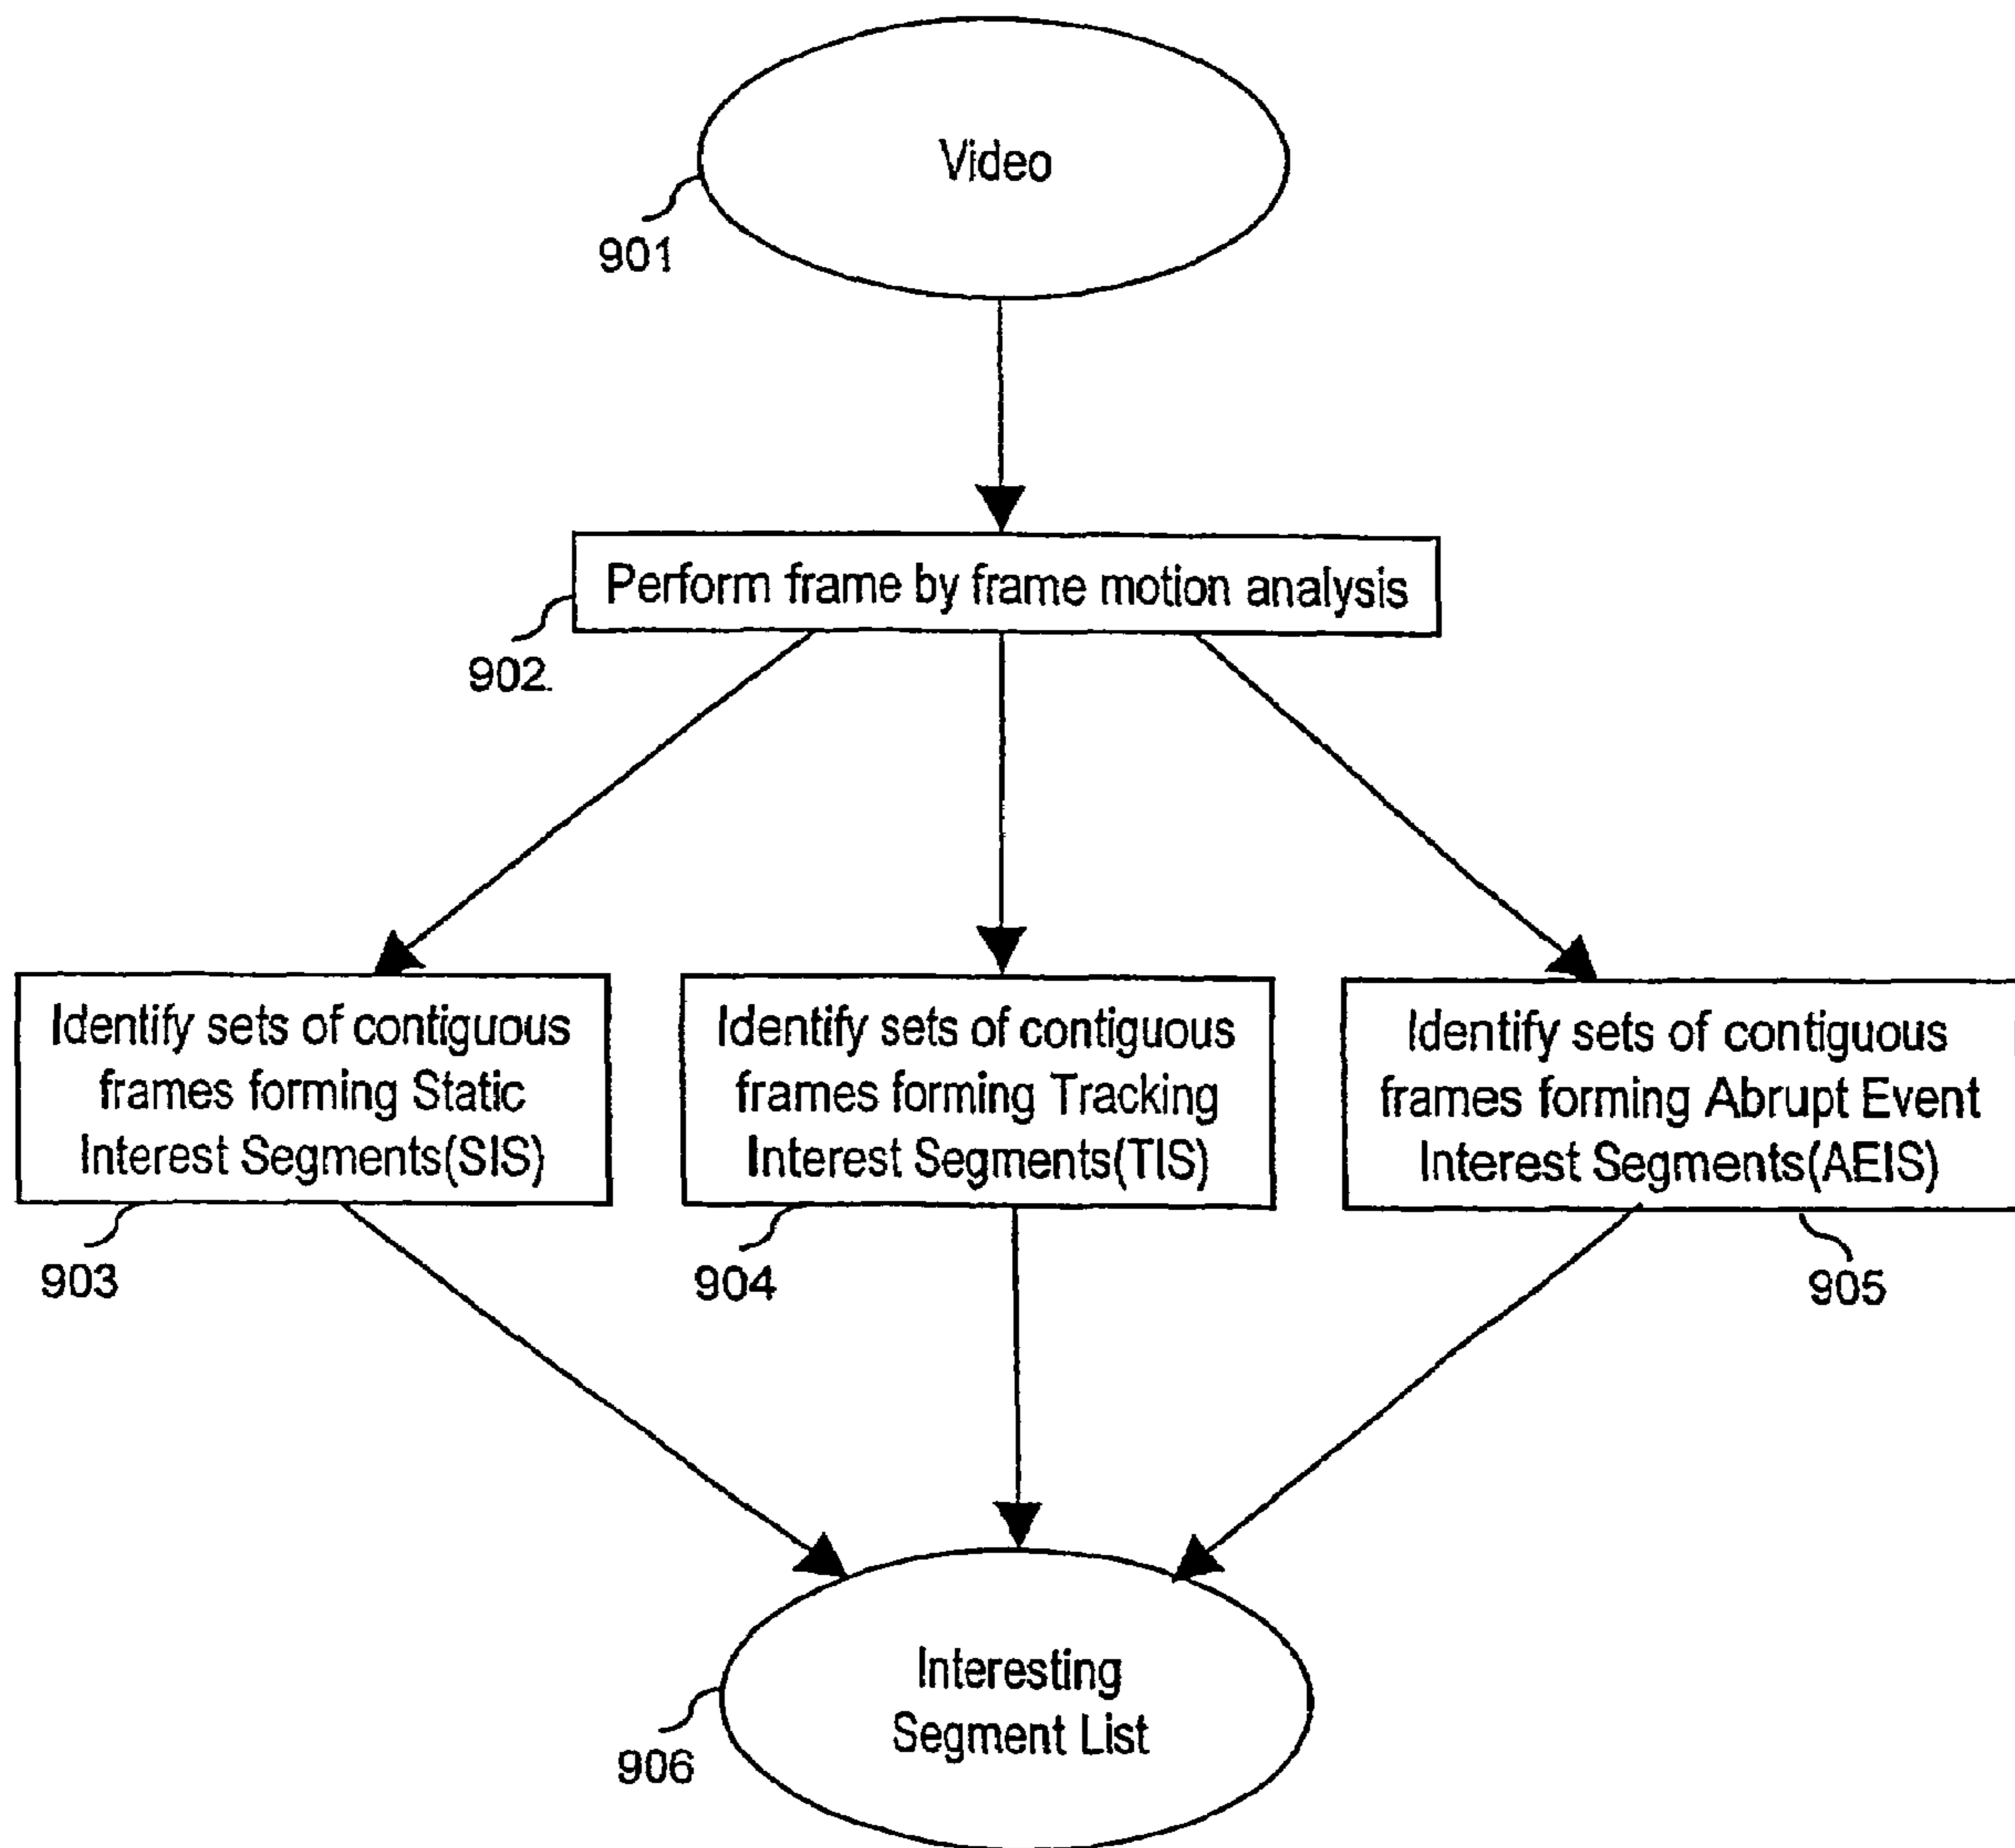 Video
901
Perform frame by frame motion analysis
902
Identify sets of contiguous
frames forming Static
Interest Segments(SIS)
903
Identify sets of contiguous
frames forming Tracking
Interest Segments(TIS)
904
Identify sets of contiguous
frames forming Abrupt Event
Interest Segments(AEIS)
905
Interesting
Segment List
906